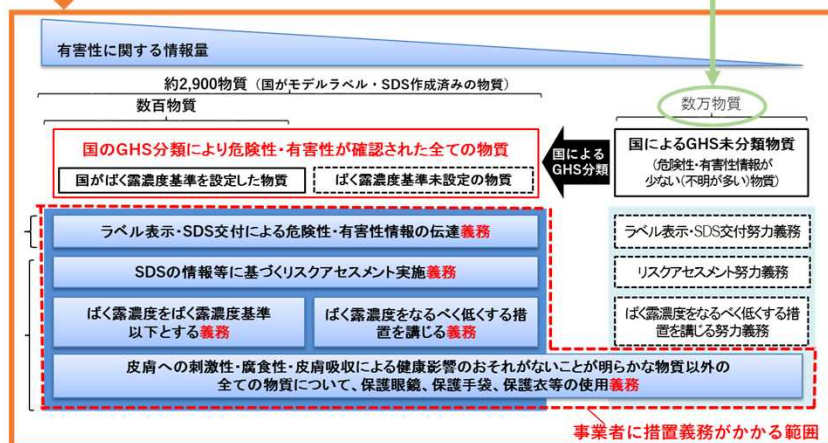 有害性に関する情報量
約2,900物質（国がモデルラベル・SDS作成済みの物質）
数百物質
数万物質
国のGHS分類により危険性・有害性が確認された全ての物質
国がばく露濃度基準を設定した物質
ばく露濃度基準未設定の物質
国による
GHS分類
国によるGHS未分類物質
（危険性・有害性情報が
少ない（不明が多い）物質）
ラベル表示・SDS交付による危険性・有害性情報の伝達義務
ラベル表示・SDS交付努力義務
SDSの情報等に基づくリスクアセスメント実施義務
リスクアセスメント努力義務
ばく露濃度をばく露濃度基準
以下とする義務
ばく露濃度をなるべく低くする措
置を講じる義務
ばく露濃度をなるべく低くする措
置を講じる努力義務
皮膚への刺激性・腐食性・皮膚吸収による健康影響のおそれがないことが明らかな物質以外の
全ての物質について、保護眼鏡、保護手袋、保護衣等の使用義務
事業者に措置義務がかかる範囲